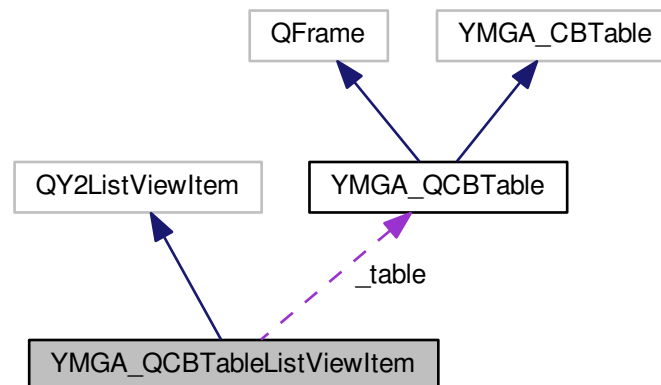 QFrame
YMGA_CBTable
QY2ListViewItem
YMGA_QCBTable
_table
YMGA_QCBTableListViewItem